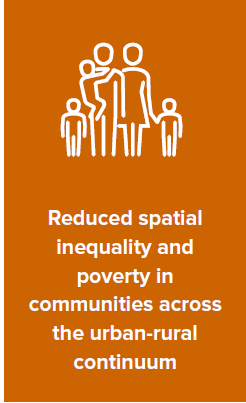 Reduced spatial
inequality and
poverty in
communities across
the urban-rural
continuum